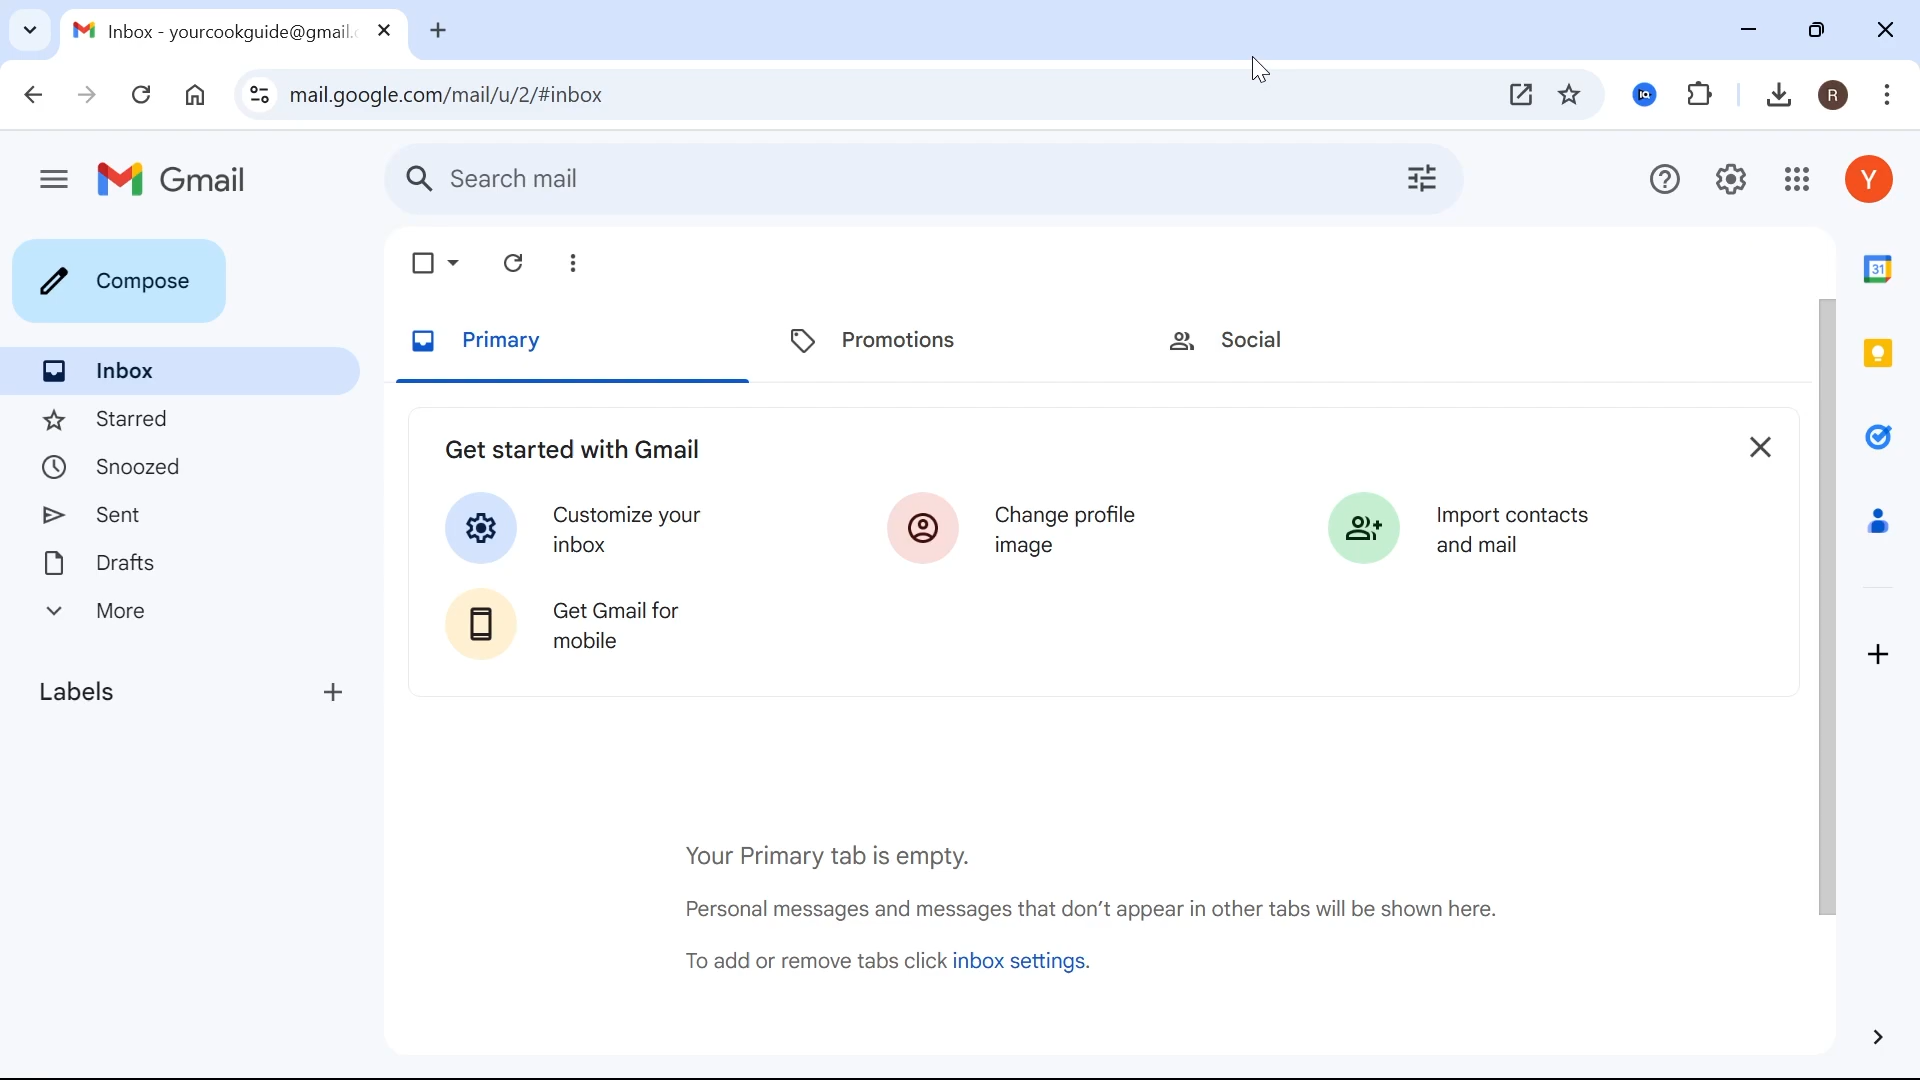 Inbox - yourcookguide@gmail.
mail.google.com/mail/u/2/#inbox
R
Gmail
Search mail
Y
Compose
31
Primary
Promotions
Social
Inbox
Starred
Snoozed
Sent
Drafts
More
Labels
Get started with Gmail
Customize your
inbox
Change profile
image
Import contacts
and mail
Get Gmail for
mobile
Your Primary tab is empty.
Personal messages and messages that don't appear in other tabs will be shown here.
To add or remove tabs click inbox settings.